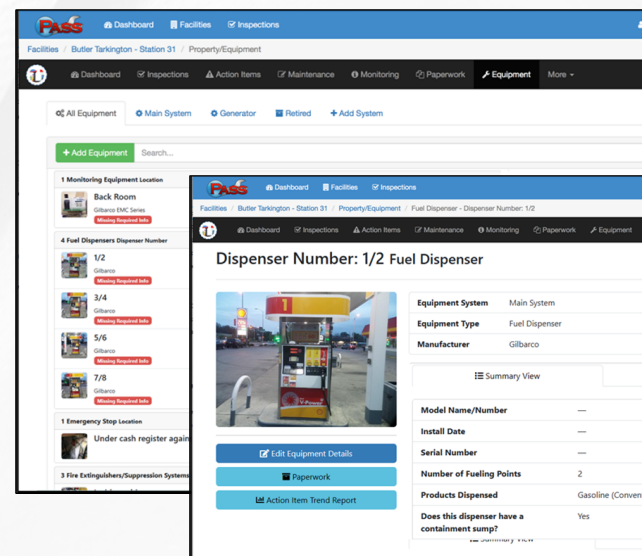 PASS Dashboard Facilities Inspections
Facilities / Butler Tarkington - Station 31 / Property/Equipment
Dashboard Inspections Action Items Maintenance Monitoring Paperwork Equipment More
All Equipment Main System Generator Retired + Add System
+ Add Equipment Search...
1 Monitoring Equipment Location
Back Room
Gilbarco EMC Series
Missing Required Info
4 Fuel Dispensers Dispenser Number
1/2
Gilbarco
Missing Required Info
3/4
Gilbarco
Missing Required Info
5/6
Gilbarco
Missing Required Info
7/8
Gilbarco
Missing Required Info
1 Emergency Stop Location
Under cash register again
3 Fire Extinguishers/Suppression Systems
PASS Dashboard Facilities Inspections
Facilities / Butler Tarkington - Station 31 / Property/Equipment / Fuel Dispenser - Dispenser Number: 1/2
Dashboard Inspections Action Items Maintenance Monitoring Paperwork Equipment
Dispenser Number: 1/2 Fuel Dispenser
1
V-Power
Edit Equipment Details
Paperwork
Action Item Trend Report
Equipment System Main System
Equipment Type Fuel Dispenser
Manufacturer Gilbarco
Summary View
Model Name/Number —
Install Date —
Serial Number —
Number of Fueling Points 2
Products Dispensed Gasoline (Conven
Does this dispenser have a Yes
containment sump?
Summary View